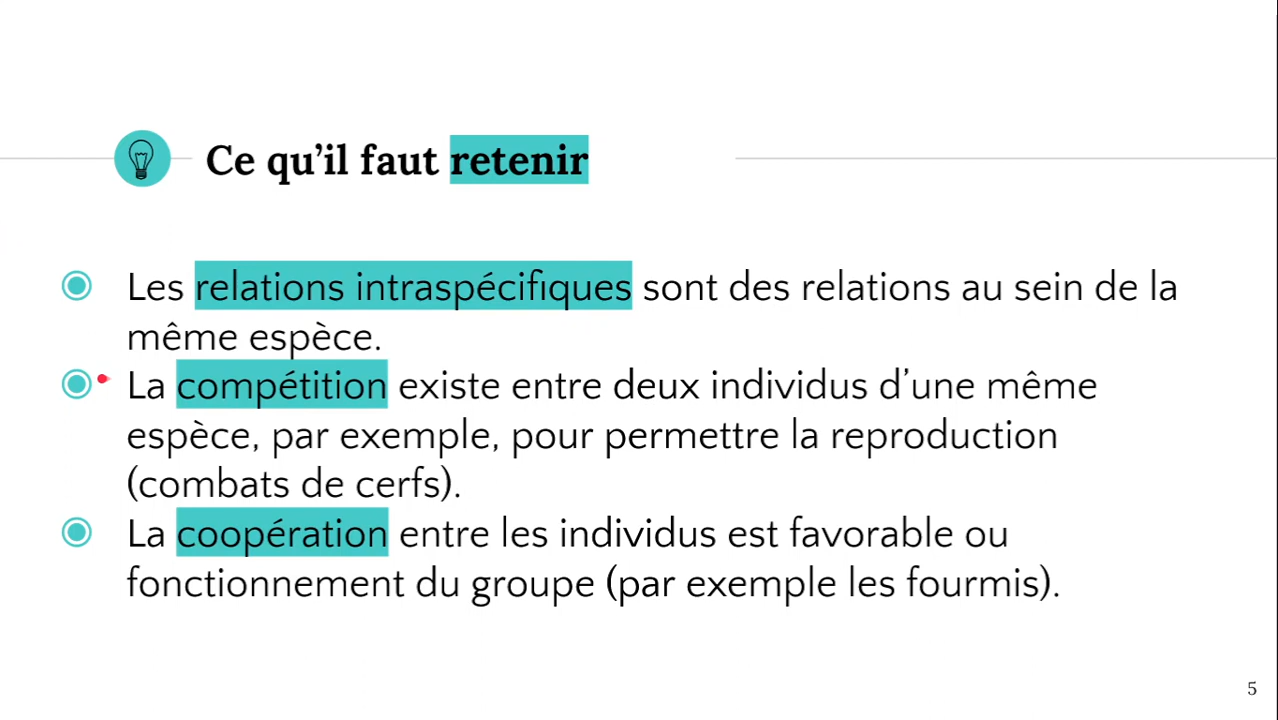 Ce qu’il faut retenir
Les relations intraspécifiques sont des relations au sein de la
même espèce.
La compétition existe entre deux individus d’une même
espèce, par exemple, pour permettre la reproduction
(combats de cerfs).
La coopération entre les individus est favorable ou
fonctionnement du groupe (par exemple les fourmis).
5